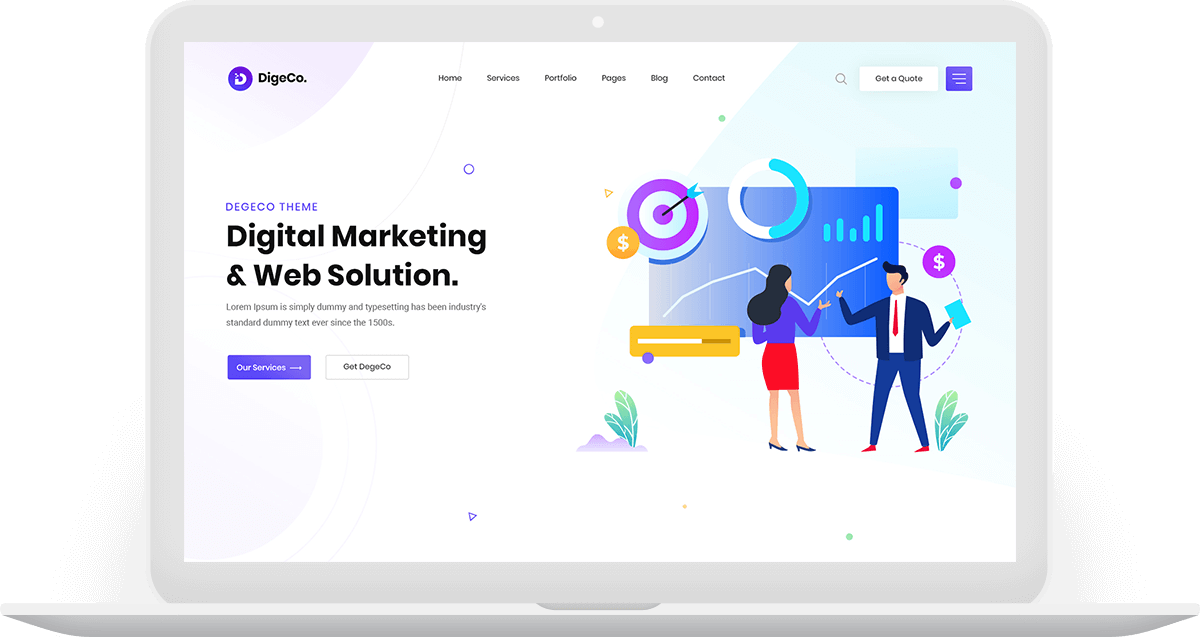 DigeCo.
Home Services Portfolio Pages Blog Contact
Get a Quote
DEGECO THEME
Digital Marketing
& Web Solution.
Lorem Ipsum is simply dummy and typesetting has been industry's
standard dummy text ever since the 1500s.
Our Services ⟶
Get DegeCo
$
$